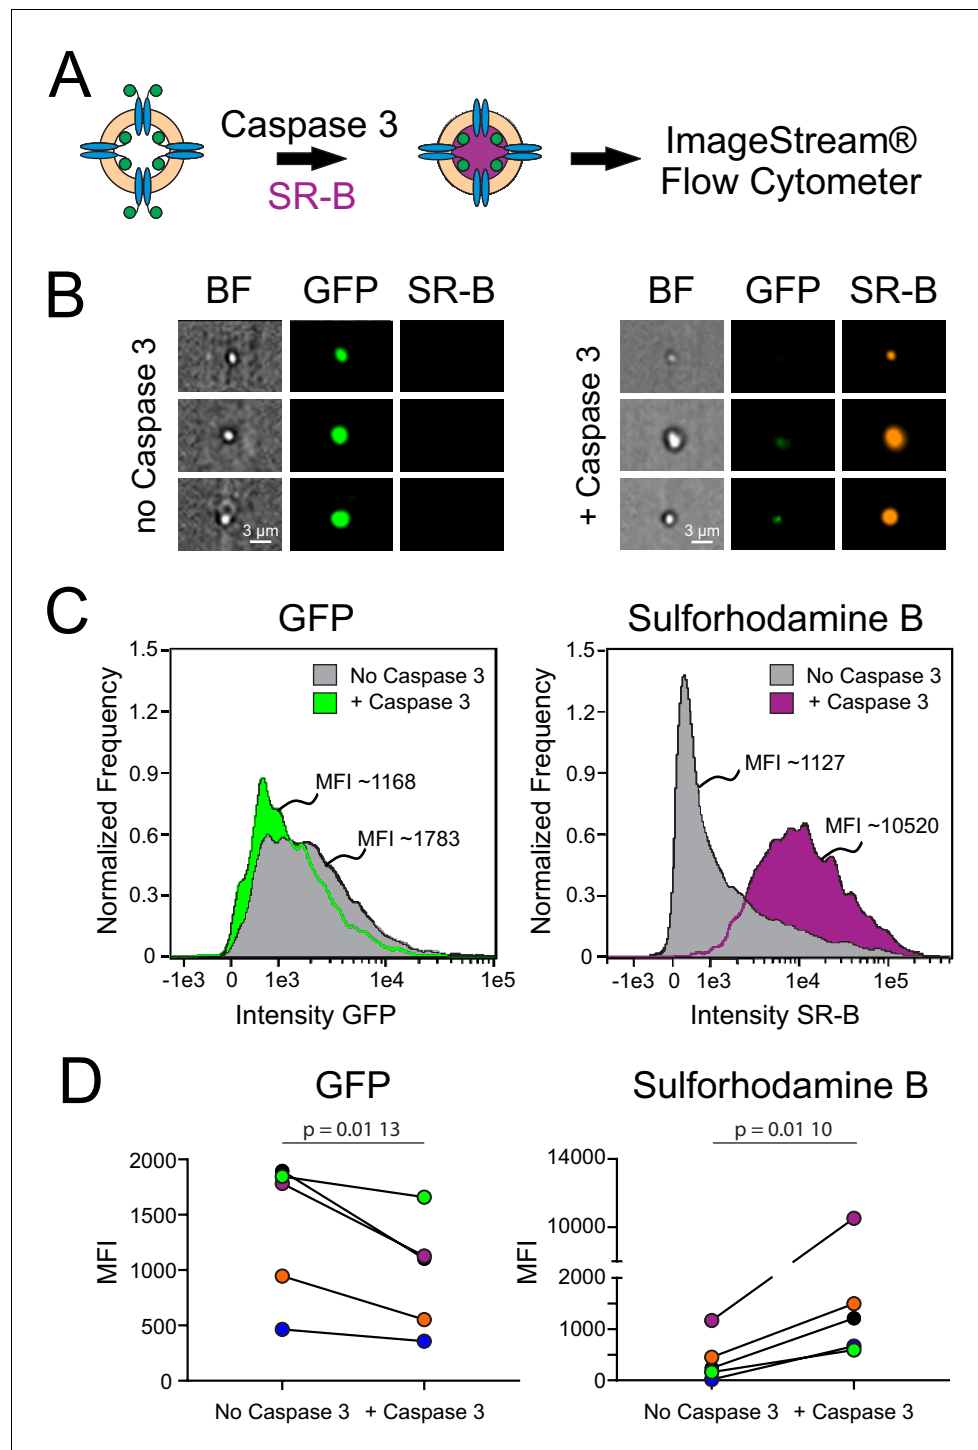 A
Caspase 3
SR-B
ImageStream®
Flow Cytometer
B
BF GFP SR-B
no Caspase 3
3 µm
BF GFP SR-B
+ Caspase 3
3 µm
C
GFP
Normalized Frequency
1.5
1.2
0.9
0.6
0.3
0
No Caspase 3
+ Caspase 3
MFI ~1168
MFI ~1783
-1e3 0 1e3 1e4 1e5
Intensity GFP
Sulforhodamine B
Normalized Frequency
1.5
1.2
0.9
0.6
0.3
0
No Caspase 3
+ Caspase 3
MFI ~1127
MFI ~10520
-1e3 0 1e3 1e4 1e5
Intensity SR-B
D
GFP
p = 0.01 13
MFI
2000
1500
1000
500
0
No Caspase 3 + Caspase 3
Sulforhodamine B
p = 0.01 10
MFI
14000
10000
2000
1000
0
No Caspase 3 + Caspase 3